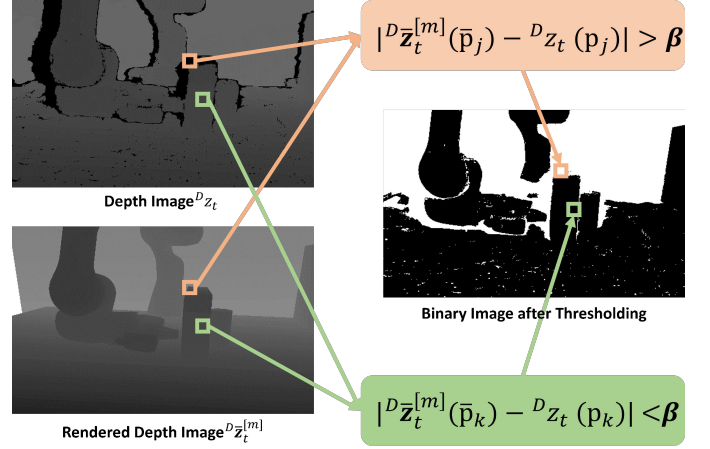 |ᴰz̄ₜ^[m](p̄ⱼ) − ᴰzₜ (pⱼ)| > β
Depth Image ᴰzₜ
Binary Image after Thresholding
Rendered Depth Image ᴰz̄ₜ^[m]
|ᴰz̄ₜ^[m](p̄ₖ) − ᴰzₜ (pₖ)| < β